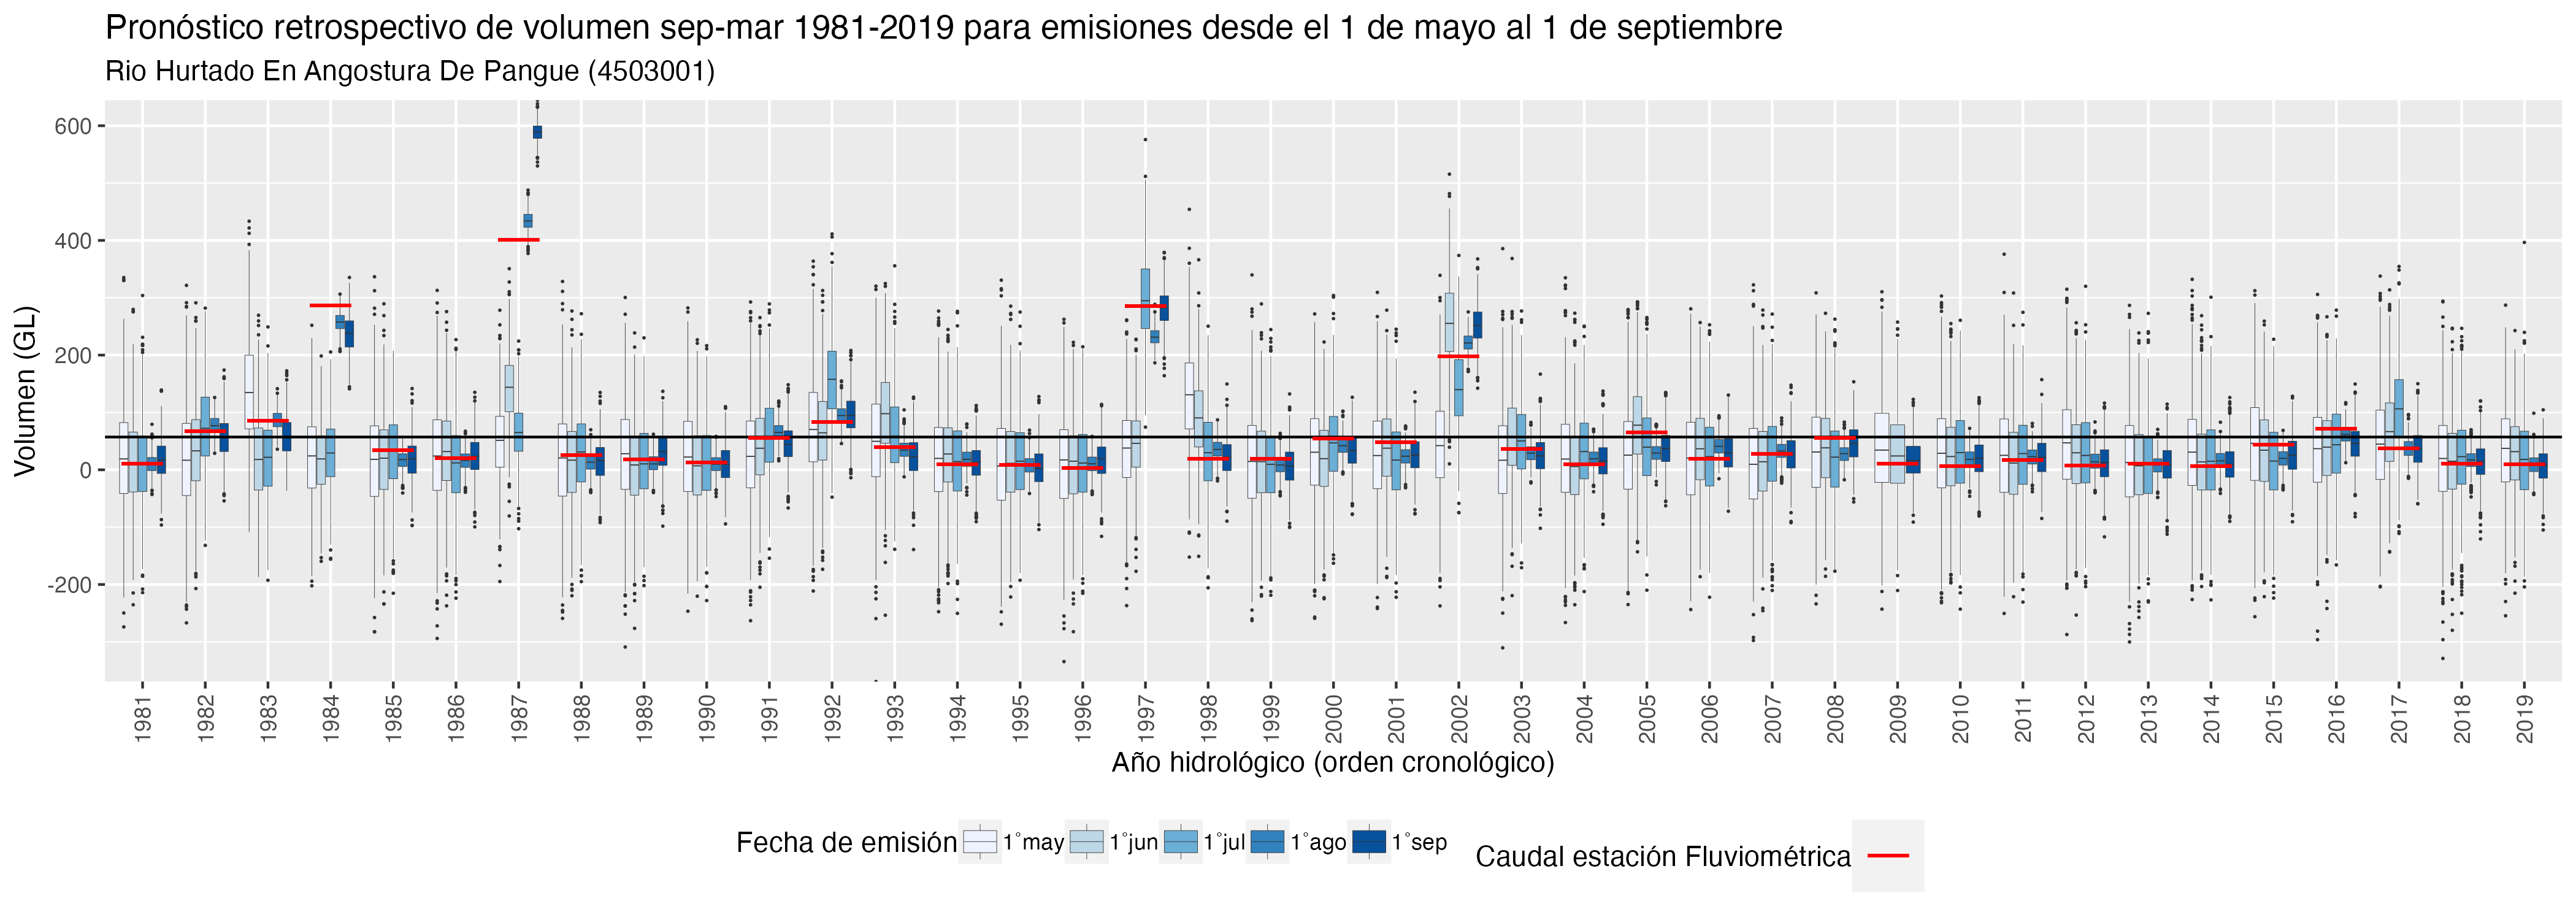 Pronóstico retrospectivo de volumen sep-mar 1981-2019 para emisiones desde el 1 de mayo al 1 de septiembre
Rio Hurtado En Angostura De Pangue (4503001)
Volumen (GL)
600
400
200
0
-200
1981 1982 1983 1984 1985 1986 1987 1988 1989 1990 1991 1992 1993 1994 1995 1996 1997 1998 1999 2000 2001 2002 2003 2004 2005 2006 2007 2008 2009 2010 2011 2012 2013 2014 2015 2016 2017 2018 2019
Año hidrológico (orden cronológico)
Fecha de emisión 1°may 1°jun 1°jul 1°ago 1°sep
Caudal estación Fluviométrica